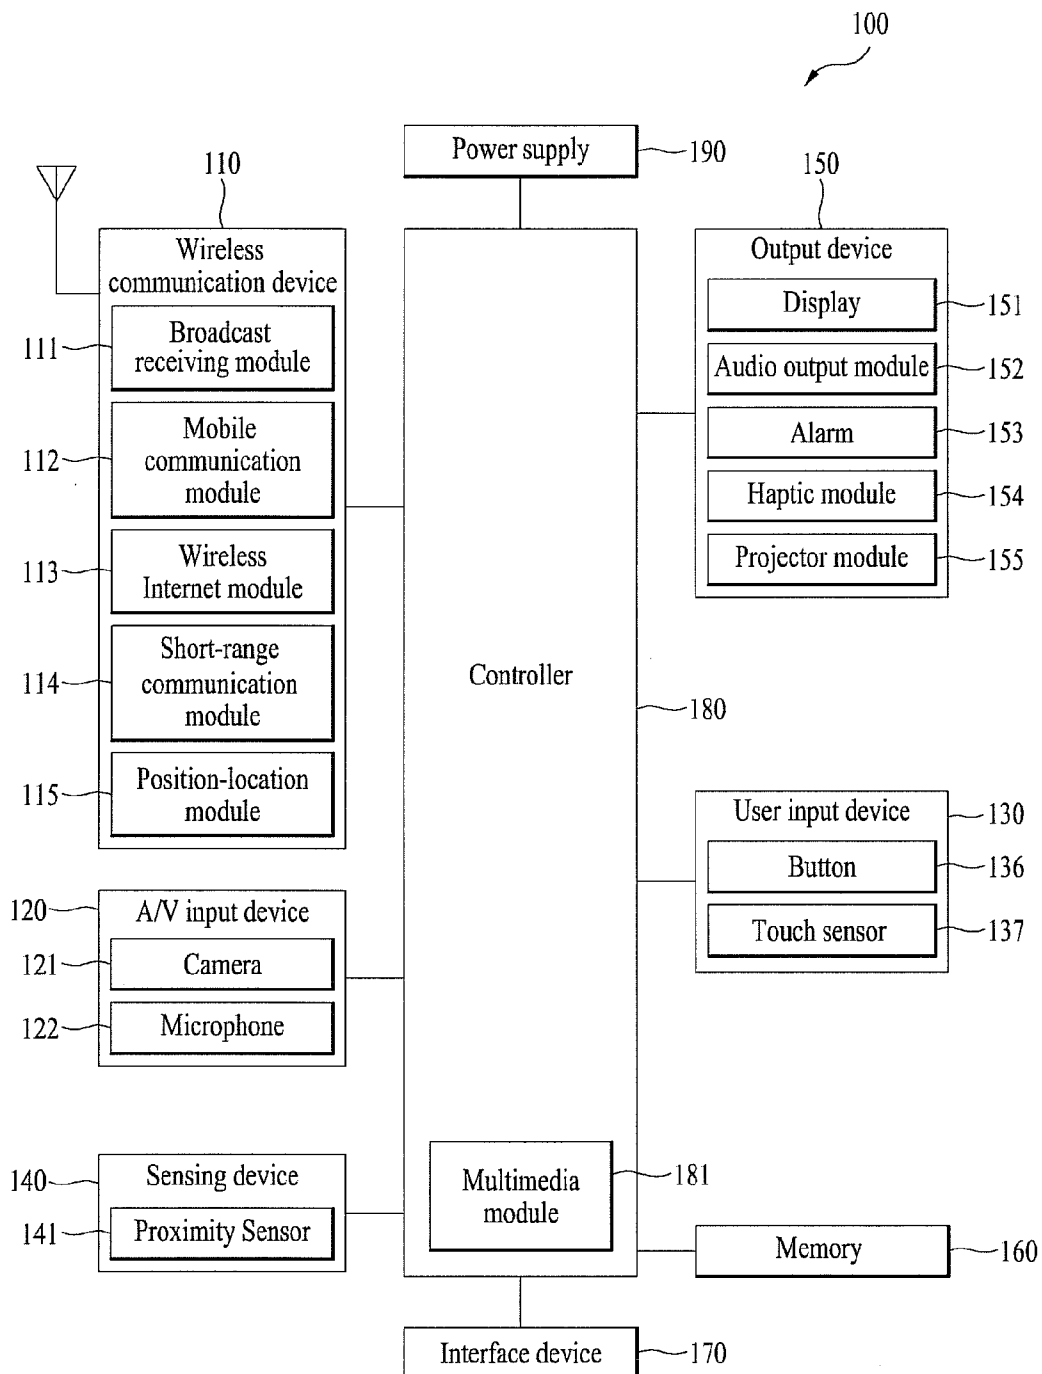 100
Power supply
190
110
Wireless
communication device
111
Broadcast
receiving module
112
Mobile
communication
module
113
Wireless
Internet module
114
Short-range
communication
module
115
Position-location
module
120
A/V input device
121
Camera
122
Microphone
140
Sensing device
141
Proximity Sensor
Controller
180
Multimedia
module
181
150
Output device
Display
151
Audio output module
152
Alarm
153
Haptic module
154
Projector module
155
User input device
130
Button
136
Touch sensor
137
Memory
160
Interface device
170